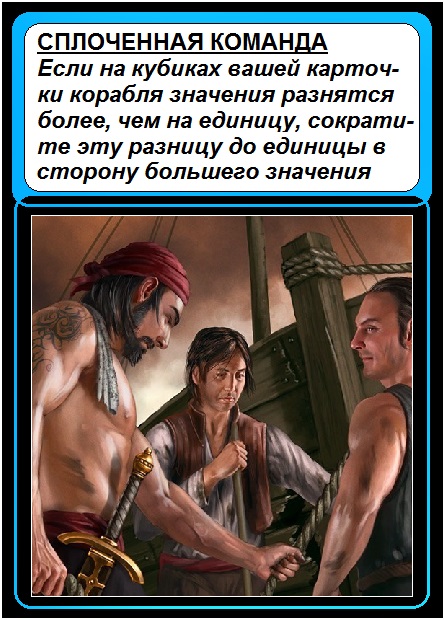 СПЛОЧЕННАЯ КОМАНДА
Если на кубиках вашей карточ-
ки корабля значения разнятся
более, чем на единицу, сократи-
те эту разницу до единицы в
сторону большего значения